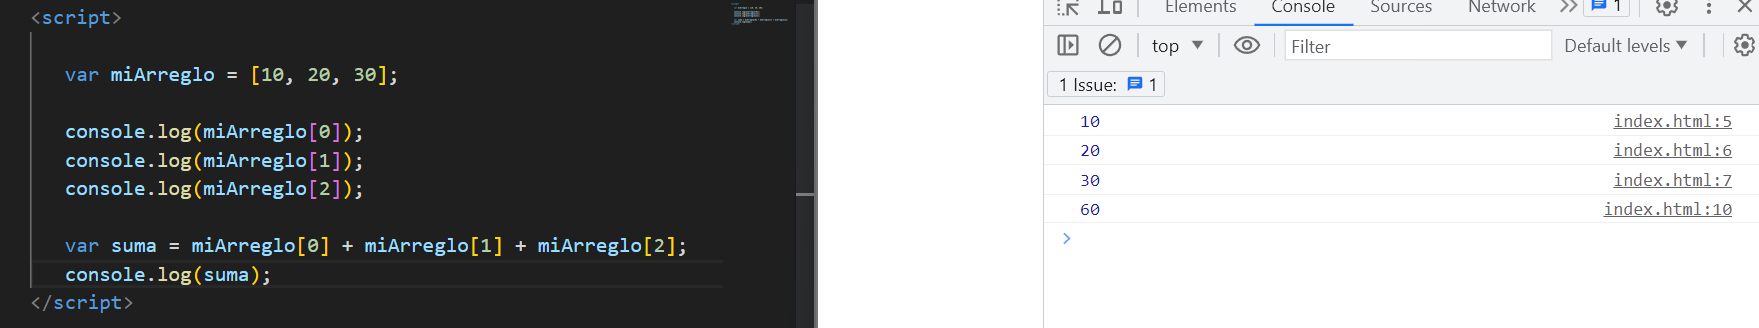 <script>
var miArreglo = [10, 20, 30];
console.log(miArreglo[0]);
console.log(miArreglo[1]);
console.log(miArreglo[2]);
var suma = miArreglo[0] + miArreglo[1] + miArreglo[2];
console.log(suma);
</script>
Elements Console Sources Network 1
top Filter Default levels
1 Issue: 1
10 index.html:5
20 index.html:6
30 index.html:7
60 index.html:10